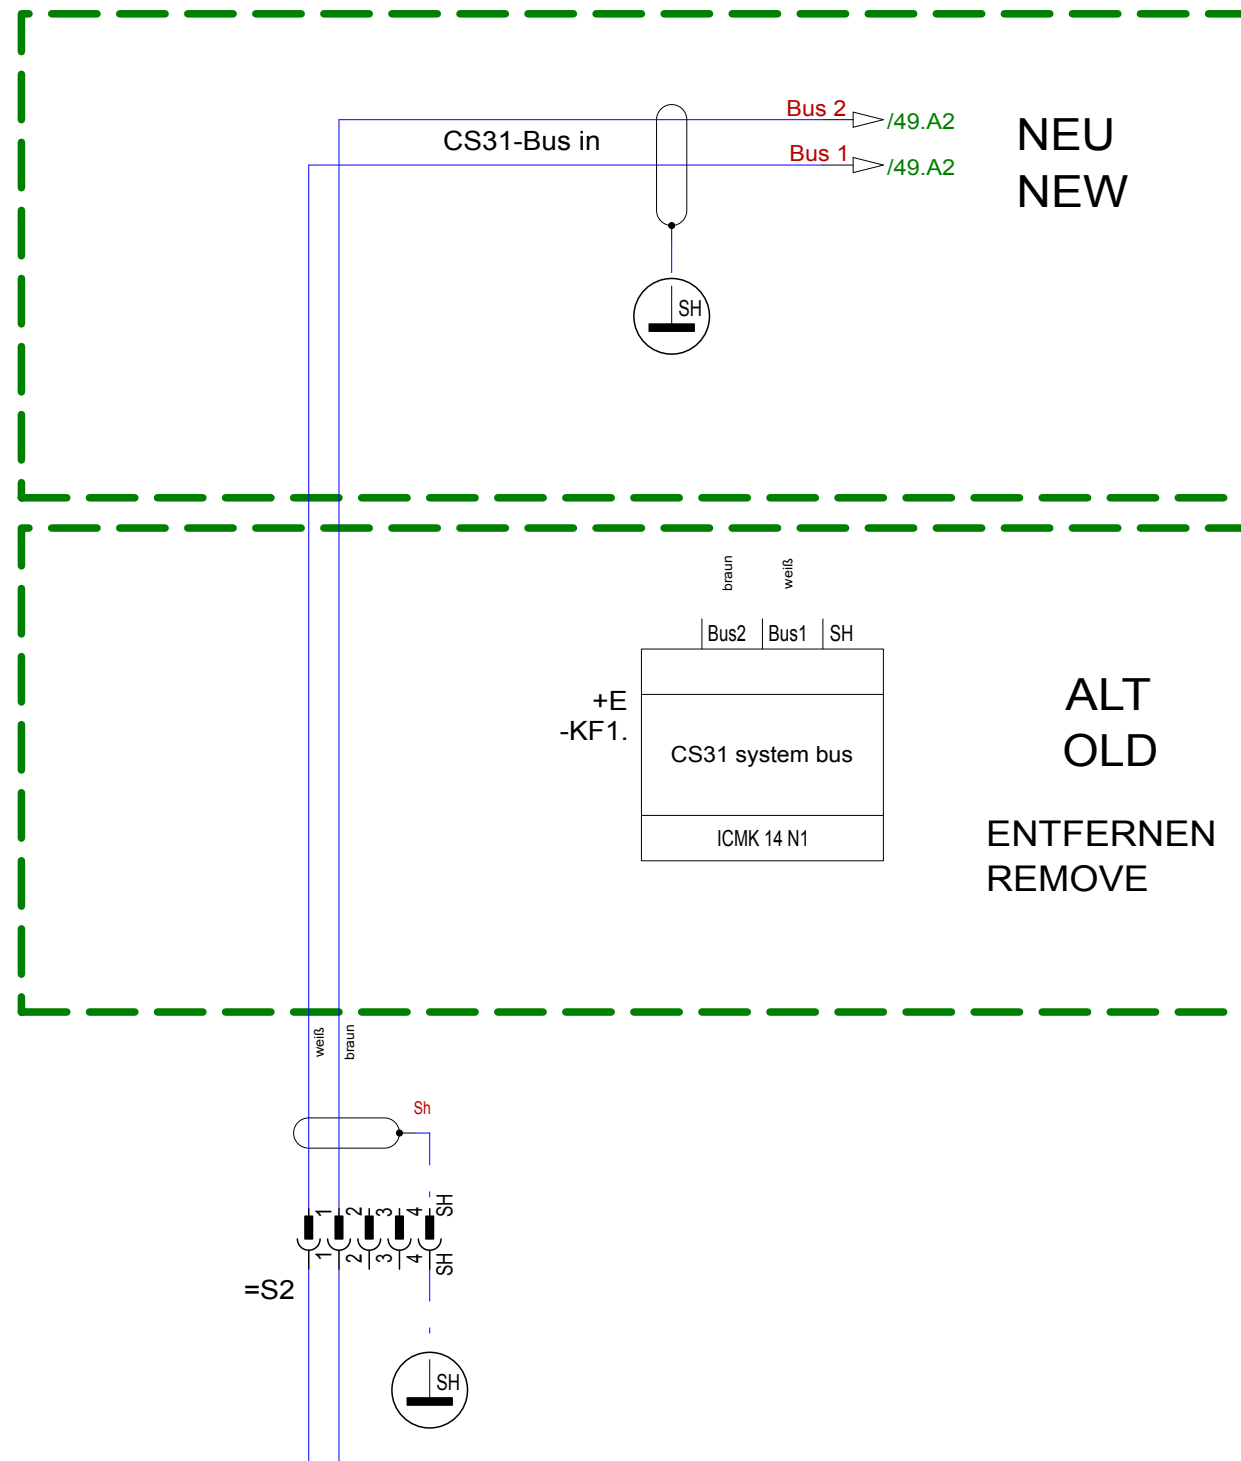 Bus 2
/49.A2
CS31-Bus in
Bus 1
/49.A2
NEU
NEW
SH
braun
weiß
Bus2
Bus1
SH
+E
-KF1.
CS31 system bus
ICMK 14 N1
ALT
OLD
ENTFERNEN
REMOVE
weiß
braun
Sh
1
2
3
4
SH
1
2
3
4
SH
=S2
SH